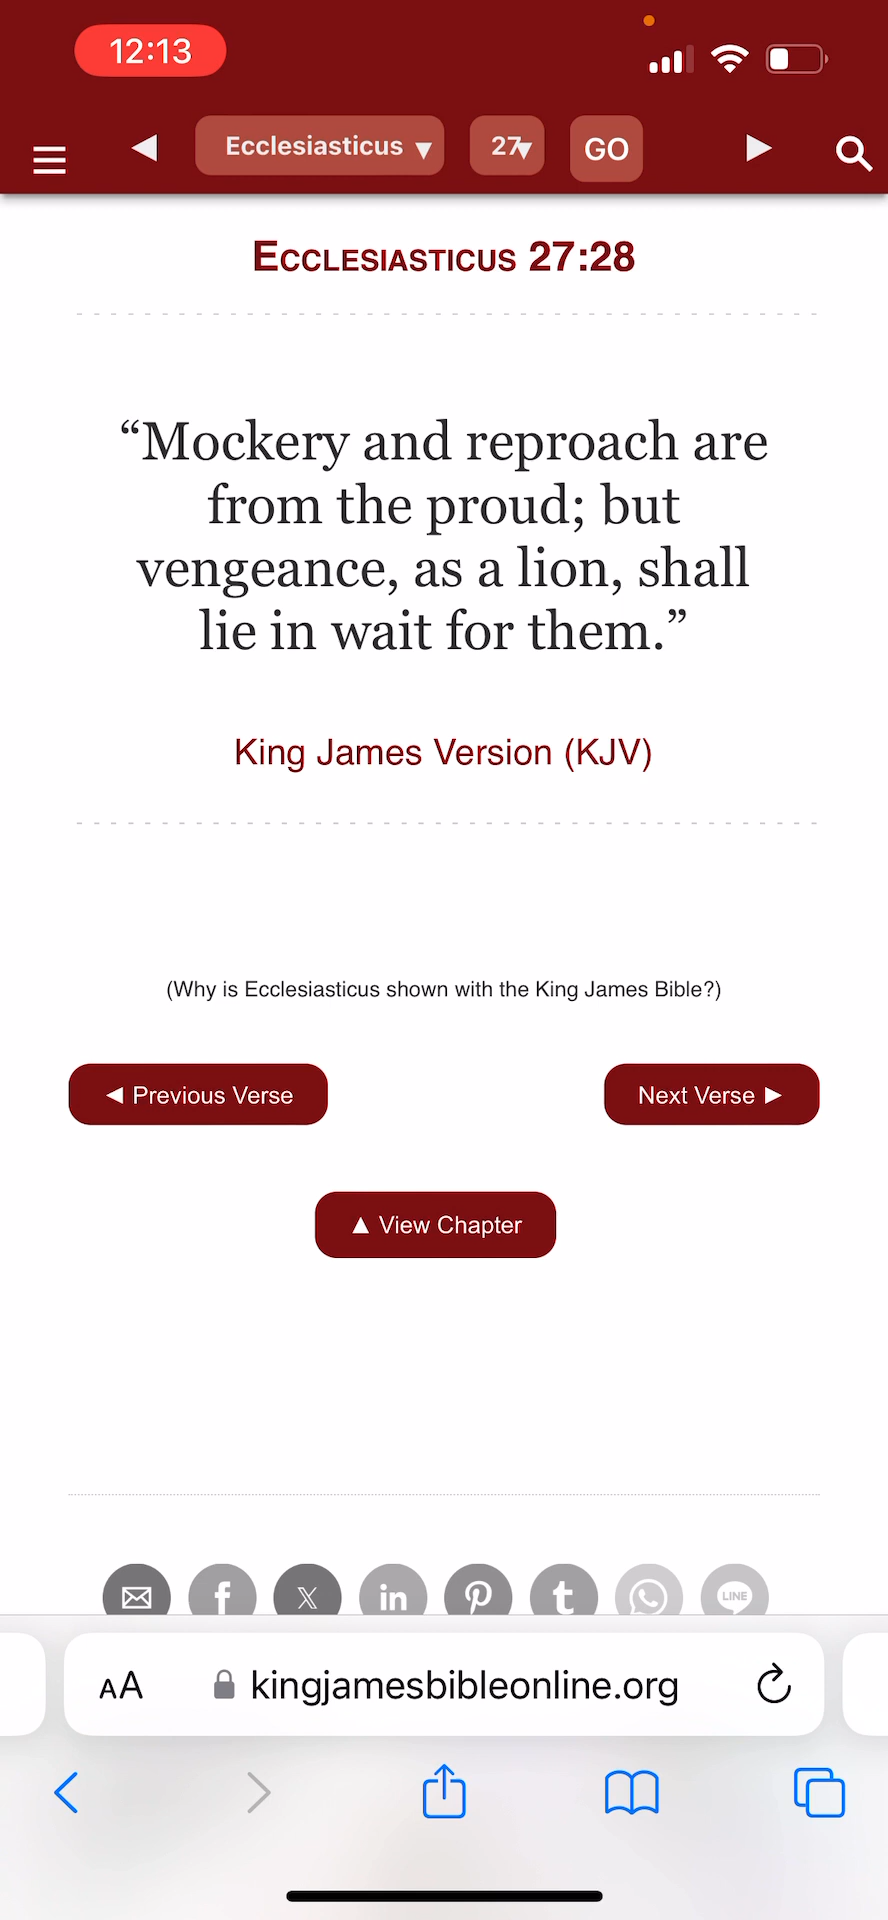 12:13
Ecclesiasticus ▼ 27▼ GO
ECCLESIASTICUS 27:28
“Mockery and reproach are
from the proud; but
vengeance, as a lion, shall
lie in wait for them.”
King James Version (KJV)
(Why is Ecclesiasticus shown with the King James Bible?)
◀ Previous Verse
Next Verse ▶
▲ View Chapter
f X in t LINE
AA kingjamesbibleonline.org